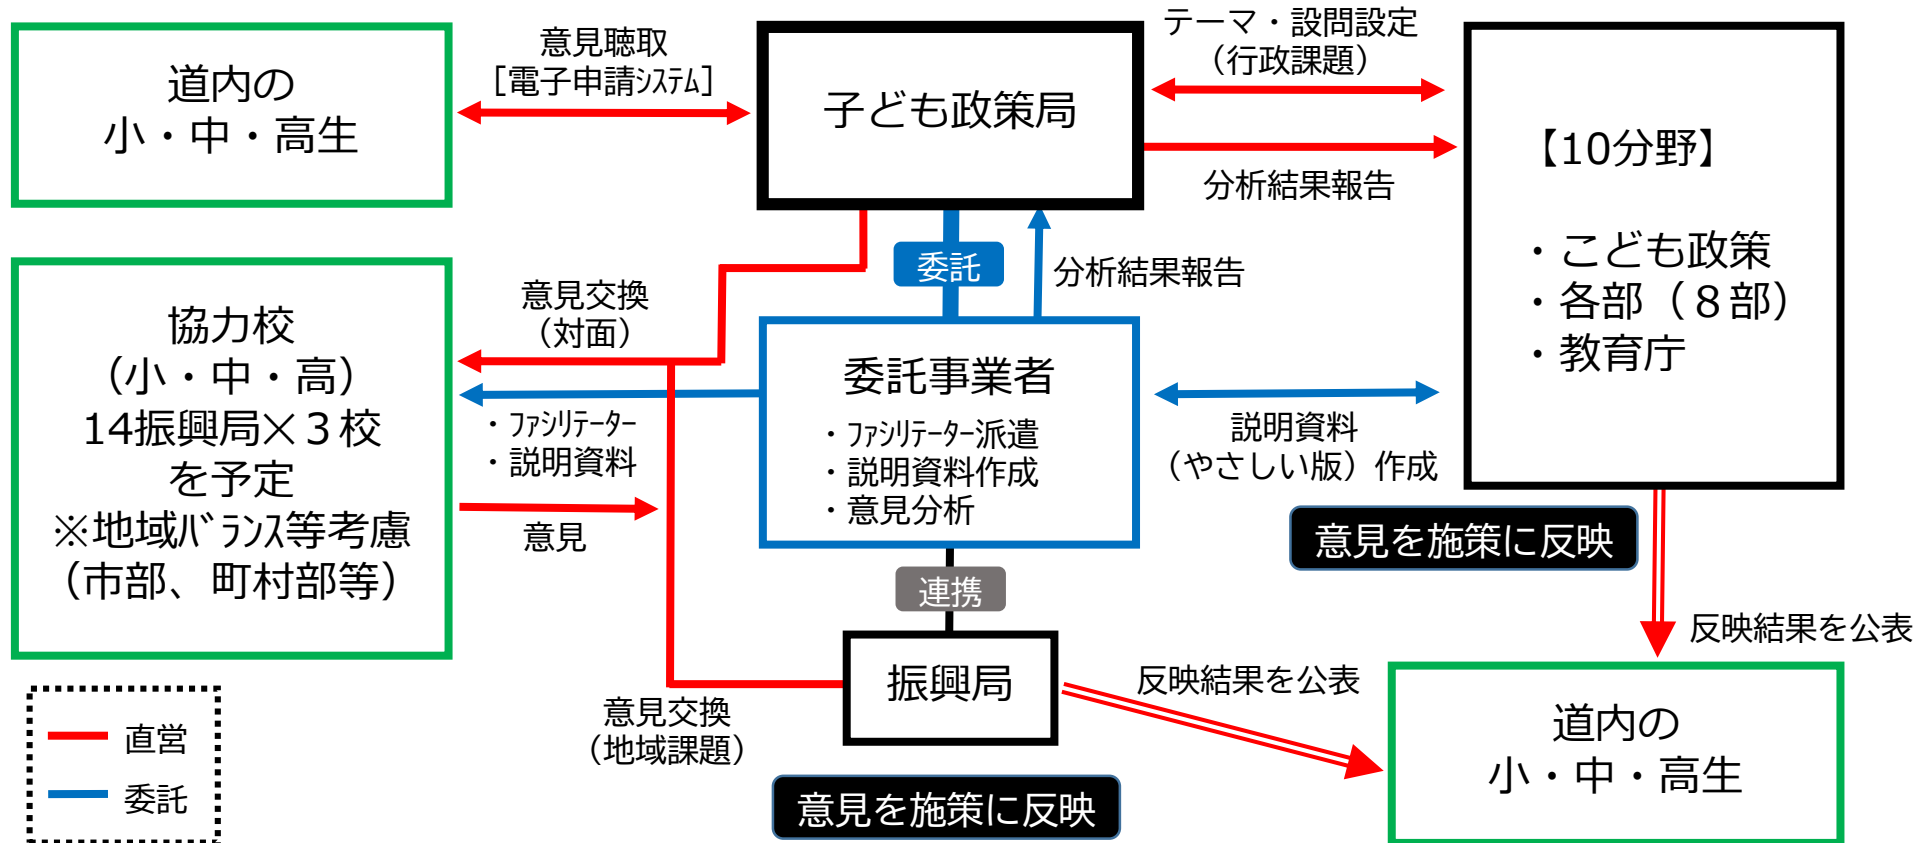 道内の
小・中・高生
意見聴取
［電子申請ｼｽﾃﾑ］
子ども政策局
テーマ・設問設定
（行政課題）
分析結果報告
【10分野】
・こども政策
・各部（８部）
・教育庁
協力校
（小・中・高）
14振興局×３校
を予定
※地域ﾊﾞﾗﾝｽ等考慮
（市部、町村部等）
意見交換
（対面）
委託
分析結果報告
・ﾌｧｼﾘﾃｰﾀｰ
・説明資料
意見
委託事業者
・ﾌｧｼﾘﾃｰﾀｰ派遣
・説明資料作成
・意見分析
説明資料
（やさしい版）作成
意見を施策に反映
連携
振興局
意見交換
（地域課題）
反映結果を公表
反映結果を公表
意見を施策に反映
道内の
小・中・高生
直営
委託